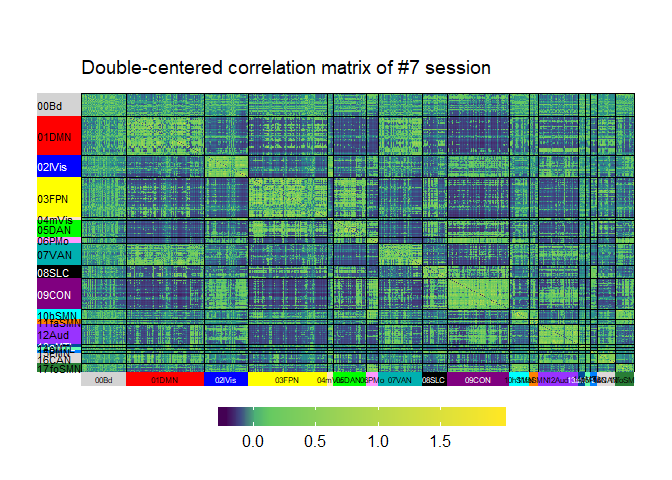 Double-centered correlation matrix of #7 session
00Bd
01DMN
02lVis
03FPN
04mVis
05DAN
06PMo
07VAN
08SLC
09CON
10hSMN
11faSMN
12Aud
16CAN
17foSMN
00Bd 01DMN 02lVis 03FPN 05DAN 06PMo 07VAN 08SLC 09CON 12Aud
0.0 0.5 1.0 1.5